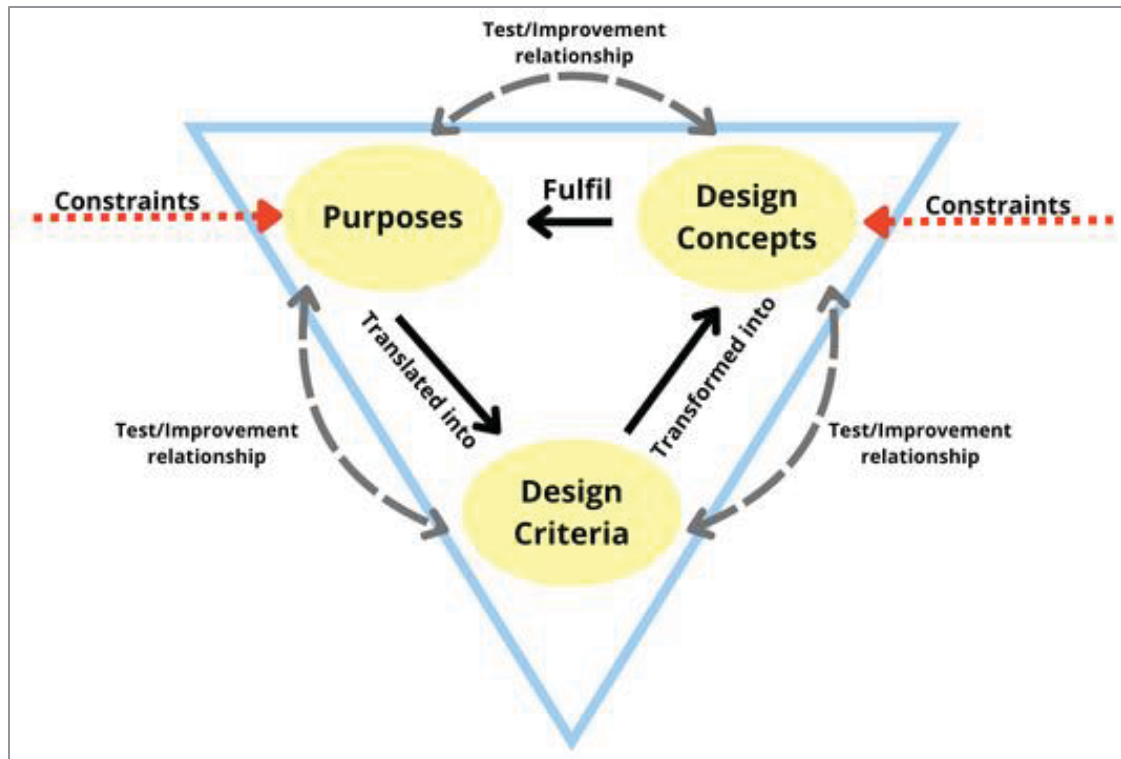 Test/Improvement
relationship
Constraints
Purposes
Fulfil
Design
Concepts
Constraints
Translated into
Transformed into
Test/Improvement
relationship
Test/Improvement
relationship
Design
Criteria